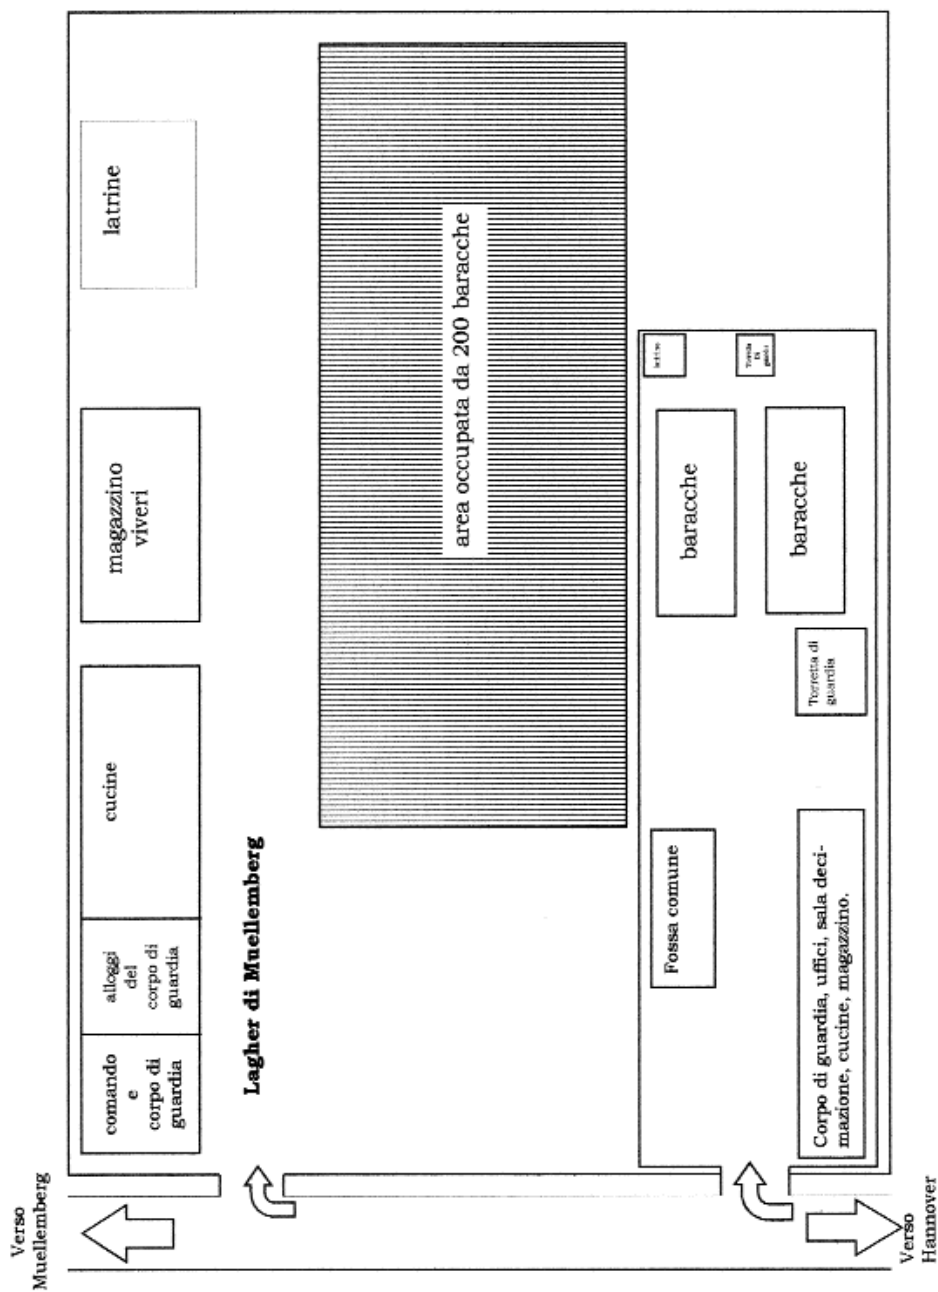 Verso
Muellemberg
comando
e
corpo di
guardia
alloggi
del
corpo di
guardia
cucine
magazzino
viveri
latrine
Lagher di Muellemberg
area occupata da 200 baracche
Fossa comune
baracche
Corpo di guardia, uffici, sala deci-
mazione, cucine, magazzino.
Torretta di
guardia
baracche
Verso
Hannover